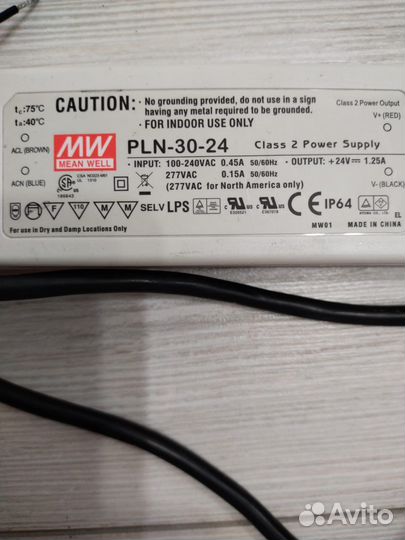 tc:75°C
ta:40°C
CAUTION: • No grounding provided, do not use in a sign
having any metal required to be grounded.
• FOR INDOOR USE ONLY
Class 2 Power Output
V+(RED)
ACL (BROWN)
MW
MEAN WELL
PLN-30-24
Class 2 Power Supply
INPUT: 100-240VAC 0.45A 50/60Hz
277VAC 0.15A 50/60Hz
(277VAC for North America only)
OUTPUT: +24V 1.25A
ACN (BLUE)
V-(BLACK)
F F 110 M M
SELV LPS
IP64
MW01
MADE IN CHINA
EL
For use in Dry and Damp Locations Only
Avito